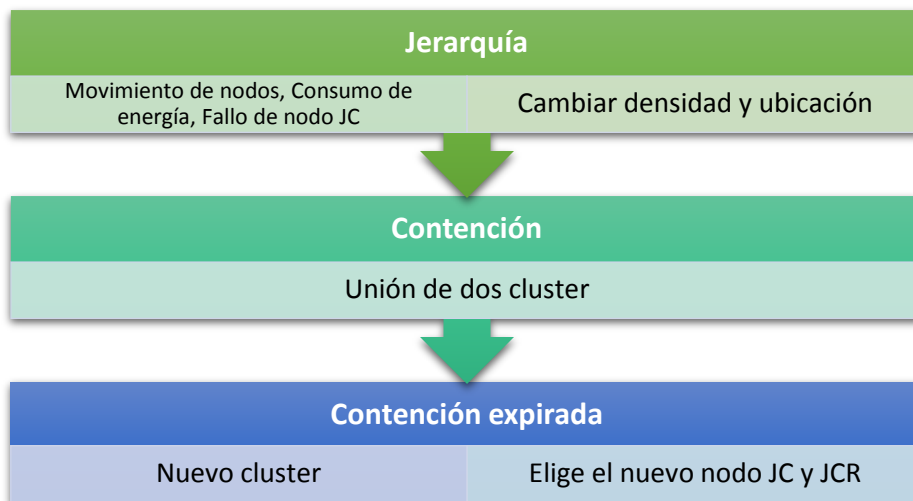 Jerarquía
Movimiento de nodos, Consumo de
energía, Fallo de nodo JC
Cambiar densidad y ubicación
Contención
Unión de dos cluster
Contención expirada
Nuevo cluster
Elige el nuevo nodo JC y JCR